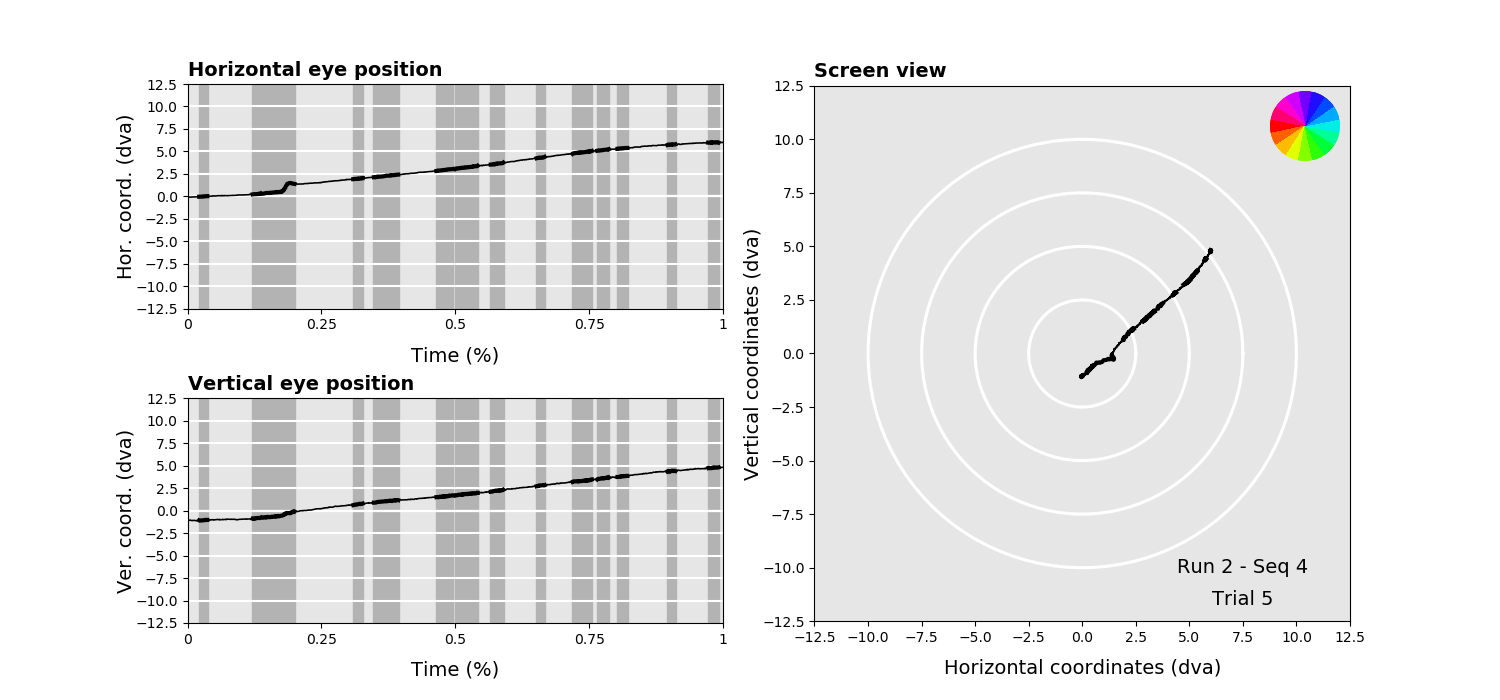 Horizontal eye position
12.5
10.0
7.5
5.0
2.5
0.0
−2.5
−5.0
−7.5
−10.0
−12.5
Hor. coord. (dva)
0 0.25 0.5 0.75 1
Time (%)
Vertical eye position
12.5
10.0
7.5
5.0
2.5
0.0
−2.5
−5.0
−7.5
−10.0
−12.5
Ver. coord. (dva)
0 0.25 0.5 0.75 1
Time (%)
Screen view
12.5
10.0
7.5
5.0
2.5
0.0
−2.5
−5.0
−7.5
−10.0
−12.5
Vertical coordinates (dva)
Run 2 - Seq 4
Trial 5
−12.5 −10.0 −7.5 −5.0 −2.5 0.0 2.5 5.0 7.5 10.0 12.5
Horizontal coordinates (dva)